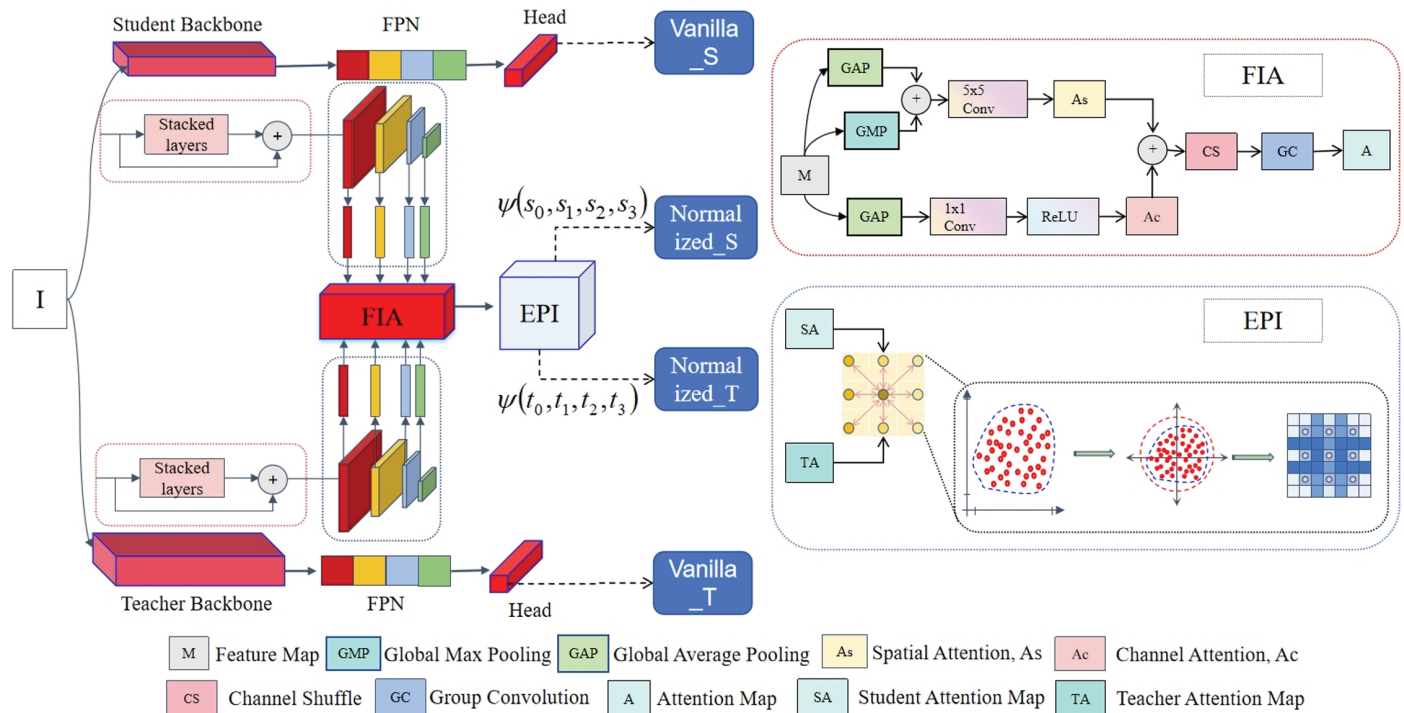 Student Backbone
FPN
Head
Vanilla
_S
Stacked
layers
+
ψ(s0, s1, s2, s3)
Normal
ized_S
I
FIA
EPI
Normal
ized_T
ψ(t0, t1, t2, t3)
Stacked
layers
+
Teacher Backbone
FPN
Head
Vanilla
_T
FIA
GAP
GMP
+
5x5
Conv
As
M
+
CS
GC
A
GAP
1x1
Conv
ReLU
Ac
EPI
SA
TA
M Feature Map
GMP Global Max Pooling
GAP Global Average Pooling
As Spatial Attention, As
Ac Channel Attention, Ac
CS Channel Shuffle
GC Group Convolution
A Attention Map
SA Student Attention Map
TA Teacher Attention Map